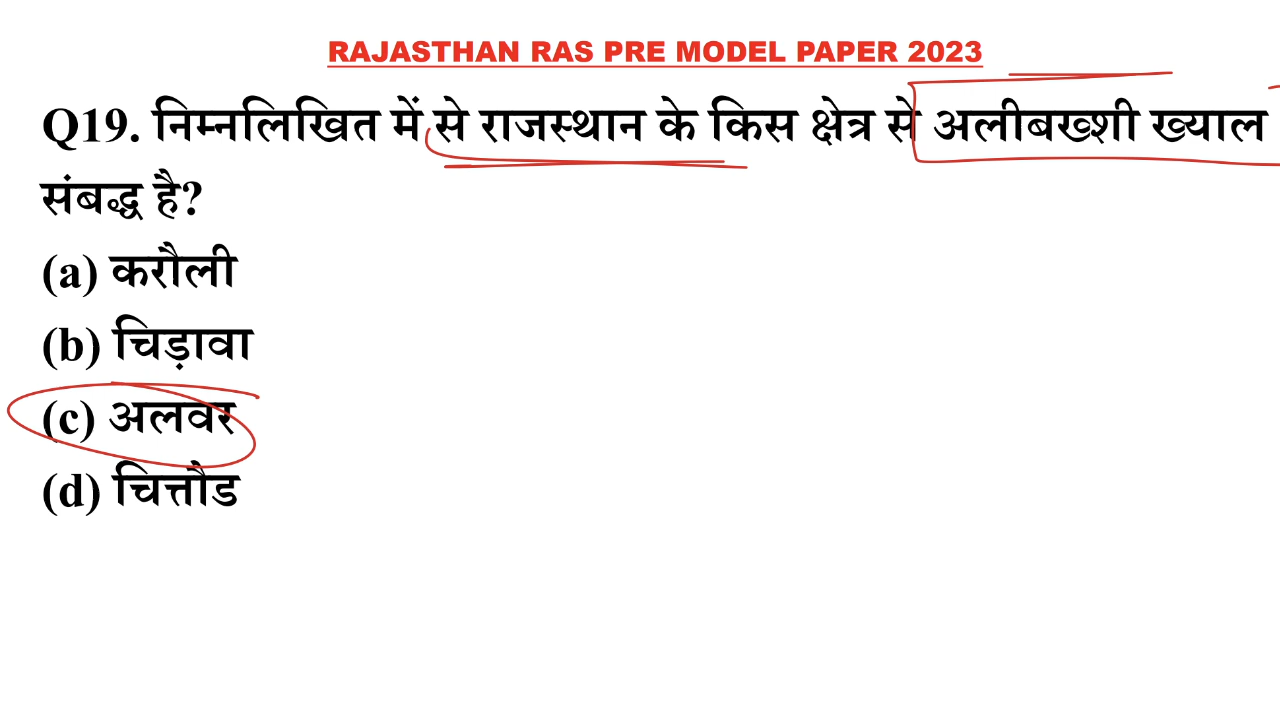 RAJASTHAN RAS PRE MODEL PAPER 2023
Q19. निम्नलिखित में से राजस्थान के किस क्षेत्र से अलीबख्शी ख्याल
संबद्ध है?
(a) करौली
(b) चिड़ावा
(c) अलवर
(d) चित्तौड